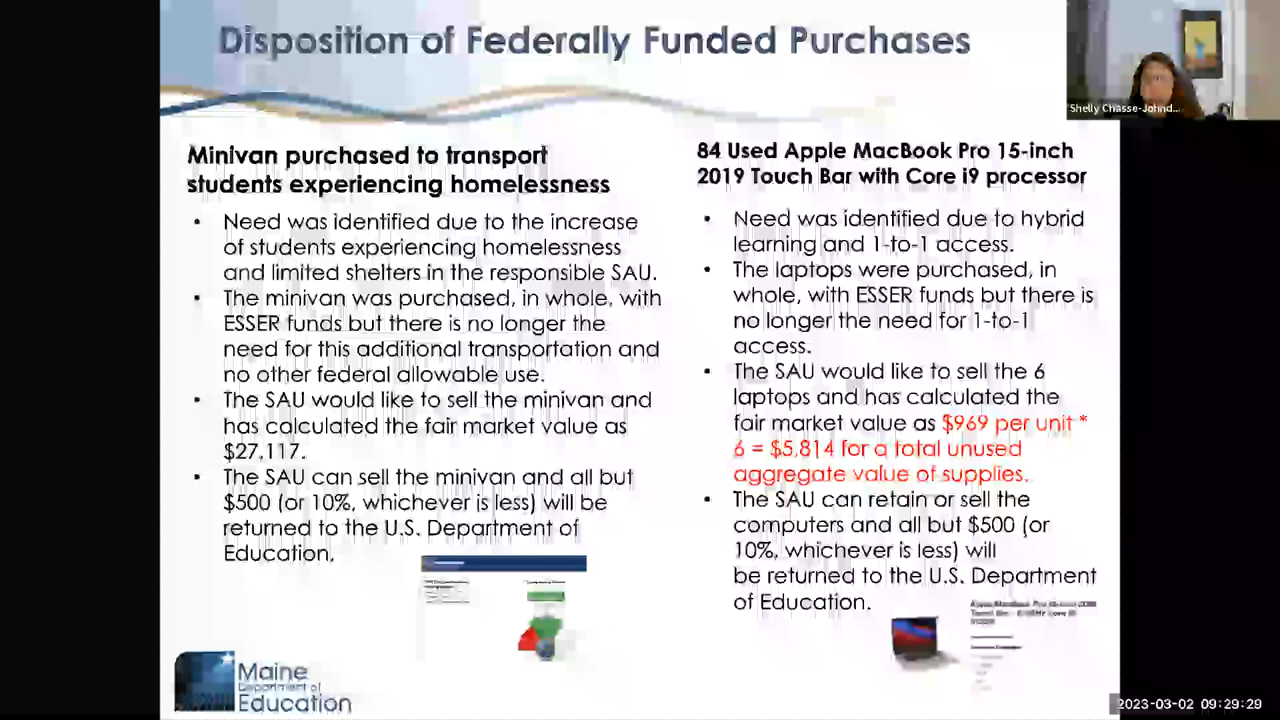 Disposition of Federally Funded Purchases
Shelly Chasse-Johnd...
Minivan purchased to transport
students experiencing homelessness
• Need was identified due to the increase
of students experiencing homelessness
and limited shelters in the responsible SAU.
• The minivan was purchased, in whole, with
ESSER funds but there is no longer the
need for this additional transportation and
no other federal allowable use.
• The SAU would like to sell the minivan and
has calculated the fair market value as
$27,117.
• The SAU can sell the minivan and all but
$500 (or 10%, whichever is less) will be
returned to the U.S. Department of
Education.
84 Used Apple MacBook Pro 15-inch
2019 Touch Bar with Core i9 processor
• Need was identified due to hybrid
learning and 1-to-1 access.
• The laptops were purchased, in
whole, with ESSER funds but there is
no longer the need for 1-to-1
access.
• The SAU would like to sell the 6
laptops and has calculated the
fair market value as $969 per unit *
6 = $5,814 for a total unused
aggregate value of supplies.
• The SAU can retain or sell the
computers and all but $500 (or
10%, whichever is less) will
be returned to the U.S. Department
of Education.
Maine
Department of
Education
2023-03-02 09:29:29